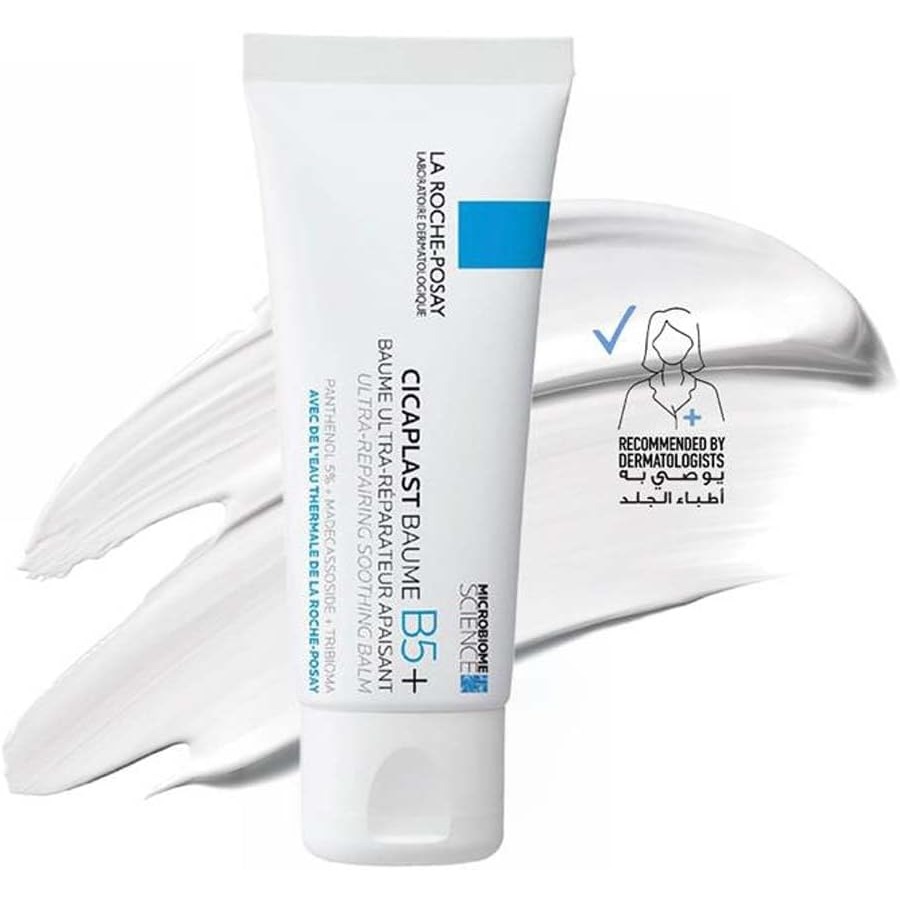 LA ROCHE-POSAY
LABORATOIRE DERMATOLOGIQUE
CICAPLAST BAUME B5+
BAUME ULTRA-RÉPARATEUR APAISANT
ULTRA-REPAIRING SOOTHING BALM
PANTHENOL 5% + MADECASSOSIDE + TRIBIOMA
AVEC DE L'EAU THERMALE DE LA ROCHE-POSAY
MICROBIOME
SCIENCE
RECOMMENDED BY
DERMATOLOGISTS
يوصي به
أطباء الجلد